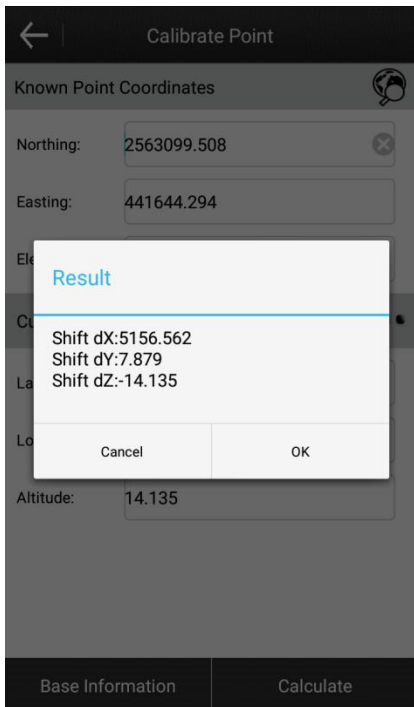 Calibrate Point
Known Point Coordinates
Northing: 2563099.508
Easting: 441644.294
Result
Shift dX:5156.562
Shift dY:7.879
Shift dZ:-14.135
Cancel OK
Altitude: 14.135
Base Information Calculate